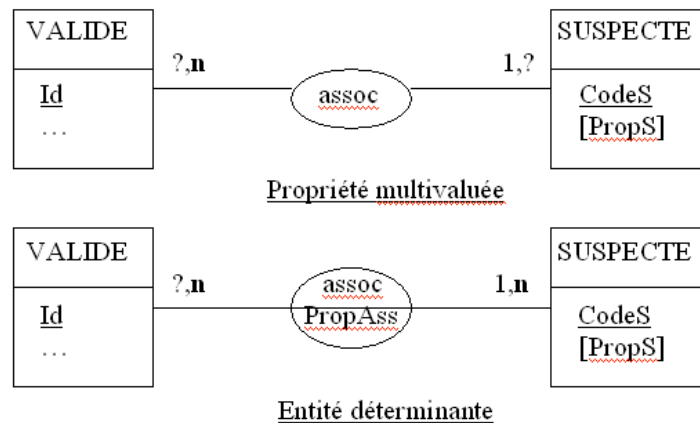 VALIDE
SUSPECTE
?,n
1,?
Id
…
assoc
CodeS
[PropS]
Propriété multivaluée
VALIDE
SUSPECTE
?,n
assoc
PropAss
1,n
Id
…
CodeS
[PropS]
Entité déterminante